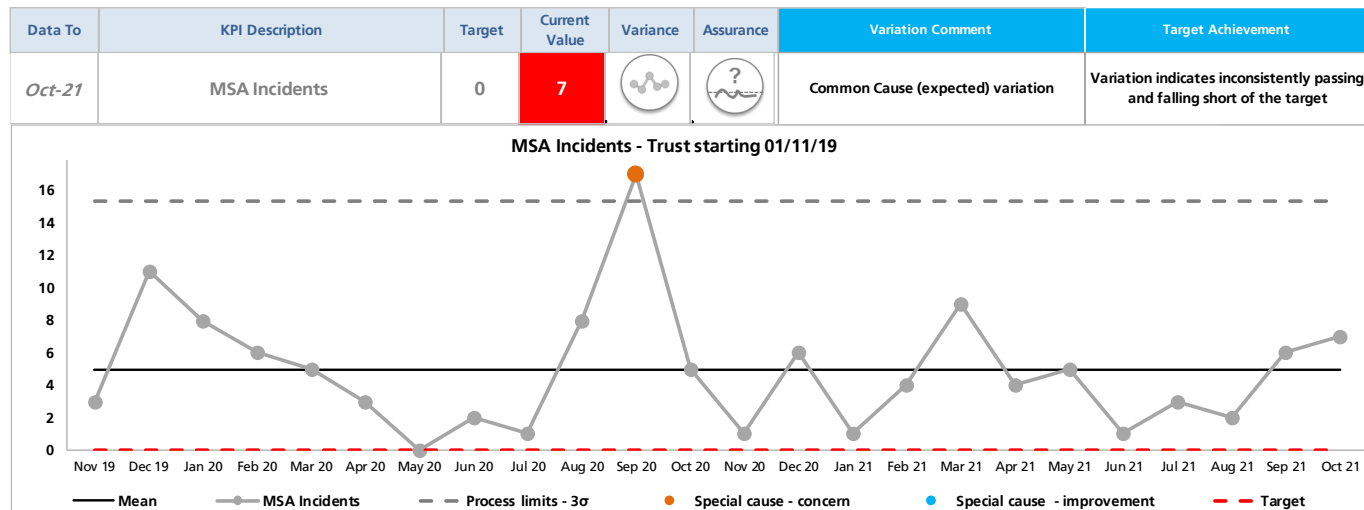 Data To KPI Description Target Current Value Variance Assurance Variation Comment Target Achievement
Oct-21 MSA Incidents 0 7 ? Common Cause (expected) variation Variation indicates inconsistently passing and falling short of the target
MSA Incidents - Trust starting 01/11/19
16
14
12
10
8
6
4
2
0
Nov 19 Dec 19 Jan 20 Feb 20 Mar 20 Apr 20 May 20 Jun 20 Jul 20 Aug 20 Sep 20 Oct 20 Nov 20 Dec 20 Jan 21 Feb 21 Mar 21 Apr 21 May 21 Jun 21 Jul 21 Aug 21 Sep 21 Oct 21
Mean MSA Incidents Process limits - 3σ Special cause - concern Special cause - improvement Target